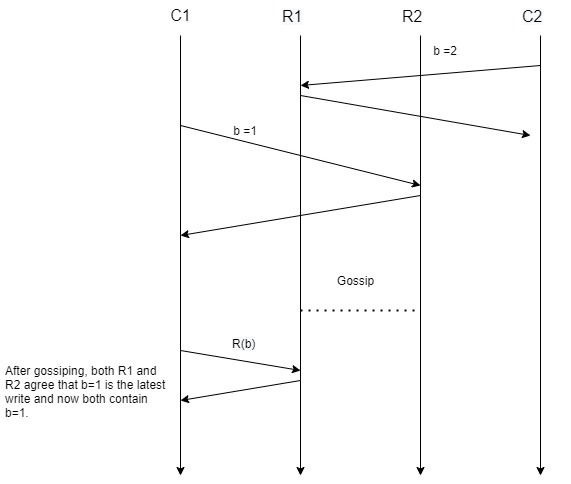 C1 R1 R2 C2
b =2
b =1
Gossip
R(b)
After gossiping, both R1 and
R2 agree that b=1 is the latest
write and now both contain
b=1.